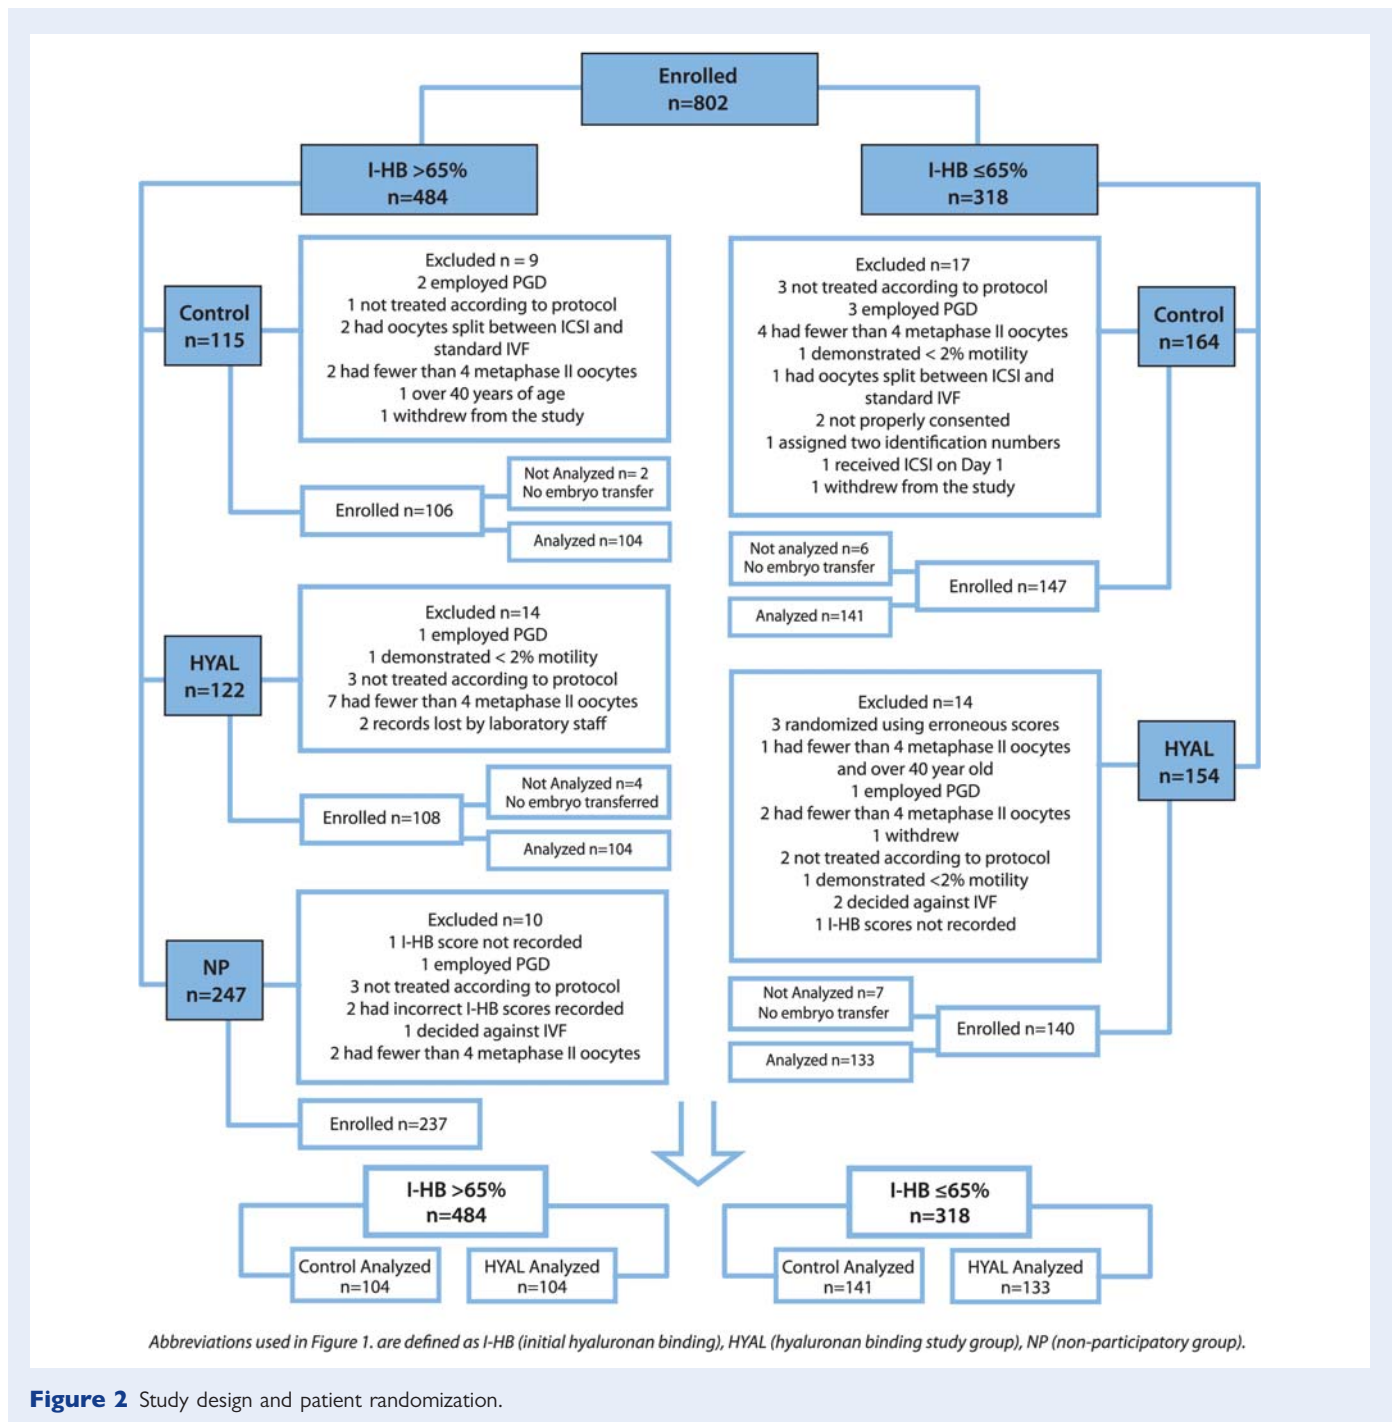 Enrolled
n=802
I-HB >65%
n=484
I-HB ≤65%
n=318
Control
n=115
Excluded n = 9
2 employed PGD
1 not treated according to protocol
2 had oocytes split between ICSI and
standard IVF
2 had fewer than 4 metaphase II oocytes
1 over 40 years of age
1 withdrew from the study
Enrolled n=106
Not Analyzed n= 2
No embryo transfer
Analyzed n=104
HYAL
n=122
Excluded n=14
1 employed PGD
1 demonstrated < 2% motility
3 not treated according to protocol
7 had fewer than 4 metaphase II oocytes
2 records lost by laboratory staff
Enrolled n=108
Not Analyzed n=4
No embryo transferred
Analyzed n=104
NP
n=247
Excluded n=10
1 I-HB score not recorded
1 employed PGD
3 not treated according to protocol
2 had incorrect I-HB scores recorded
1 decided against IVF
2 had fewer than 4 metaphase II oocytes
Enrolled n=237
Excluded n=17
3 not treated according to protocol
3 employed PGD
4 had fewer than 4 metaphase II oocytes
1 demonstrated < 2% motility
1 had oocytes split between ICSI and
standard IVF
2 not properly consented
1 assigned two identification numbers
1 received ICSI on Day 1
1 withdrew from the study
Control
n=164
Not analyzed n=6
No embryo transfer
Enrolled n=147
Analyzed n=141
Excluded n=14
3 randomized using erroneous scores
1 had fewer than 4 metaphase II oocytes
and over 40 year old
1 employed PGD
2 had fewer than 4 metaphase II oocytes
1 withdrew
2 not treated according to protocol
1 demonstrated <2% motility
2 decided against IVF
1 I-HB scores not recorded
HYAL
n=154
Not Analyzed n=7
No embryo transfer
Enrolled n=140
Analyzed n=133
I-HB >65%
n=484
Control Analyzed
n=104
HYAL Analyzed
n=104
I-HB ≤65%
n=318
Control Analyzed
n=141
HYAL Analyzed
n=133
Abbreviations used in Figure 1. are defined as I-HB (initial hyaluronan binding), HYAL (hyaluronan binding study group), NP (non-participatory group).
Figure 2 Study design and patient randomization.